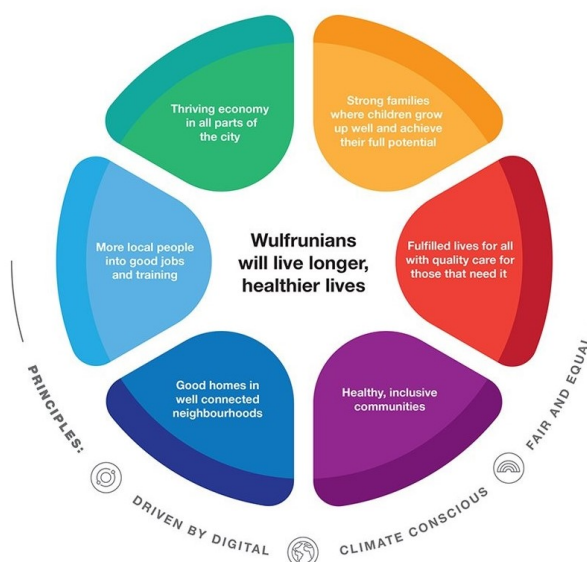 Thriving economy
in all parts of
the city
Strong families
where children grow
up well and achieve
their full potential
More local people
into good jobs
and training
Wulfrunians
will live longer,
healthier lives
Fulfilled lives for all
with quality care for
those that need it
Good homes in
well connected
neighbourhoods
Healthy, inclusive
communities
PRINCIPLES:
DRIVEN BY DIGITAL
CLIMATE CONSCIOUS
FAIR AND EQUAL